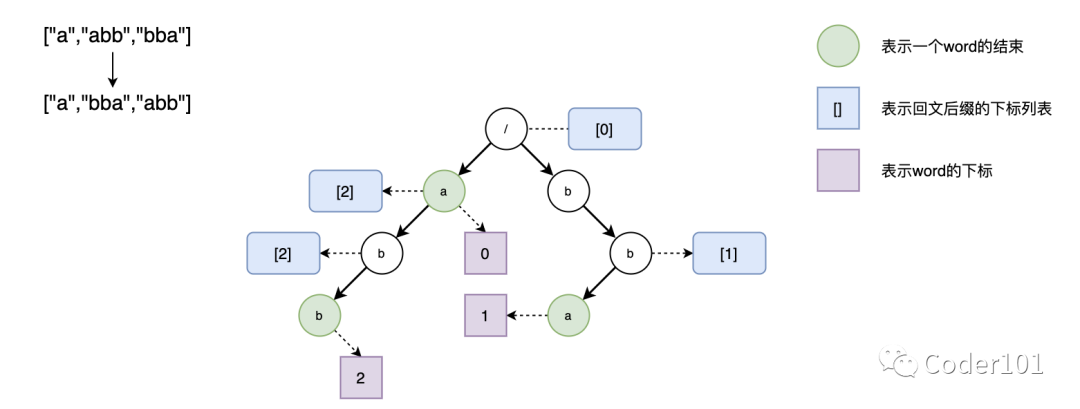 ["a","abb","bba"]
["a","bba","abb"]
/
[0]
[2]
a
b
[2]
b
0
b
[1]
b
1
a
2
表示一个word的结束
[] 表示回文后缀的下标列表
表示word的下标
Coder101